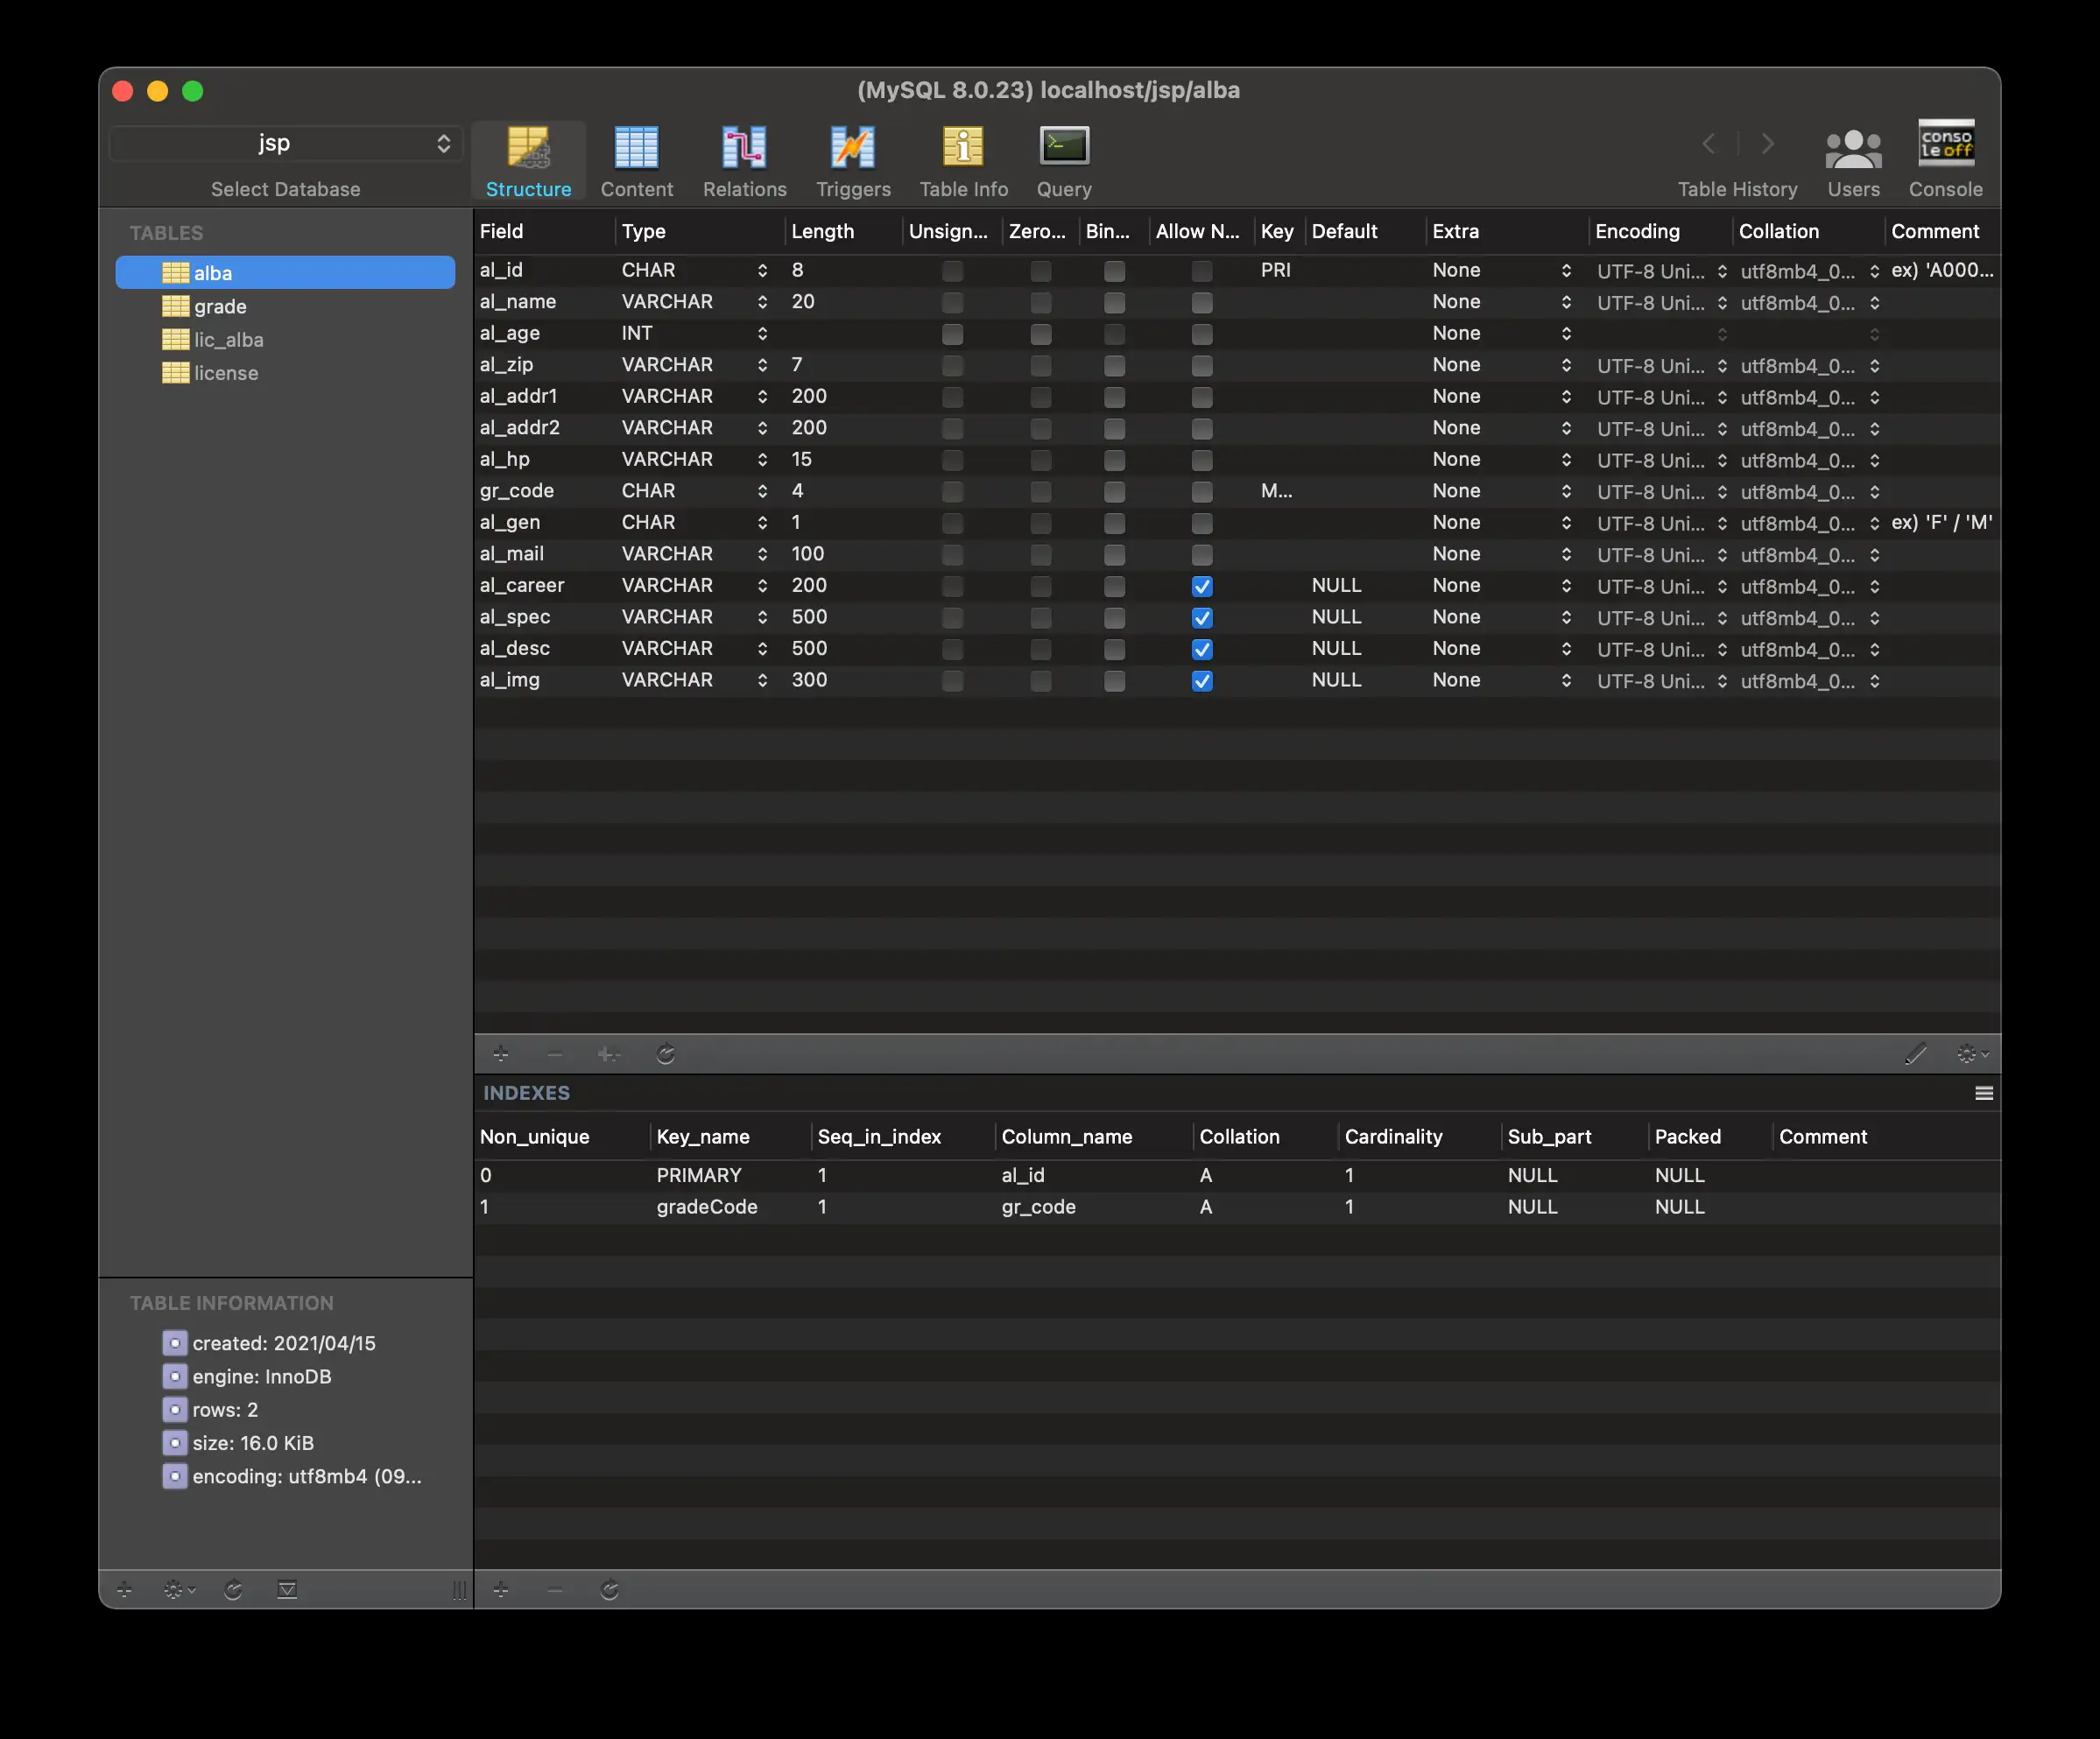 (MySQL 8.0.23) localhost/jsp/alba
jsp
Select Database
Structure Content Relations Triggers Table Info Query
Table History Users Console
conso
le off
TABLES
alba
grade
lic_alba
license
Field Type Length Unsign... Zero... Bin... Allow N... Key Default Extra Encoding Collation Comment
al_id CHAR 8 PRI None UTF-8 Uni... utf8mb4_0... ex) 'A000...
al_name VARCHAR 20 None UTF-8 Uni... utf8mb4_0...
al_age INT None
al_zip VARCHAR 7 None UTF-8 Uni... utf8mb4_0...
al_addr1 VARCHAR 200 None UTF-8 Uni... utf8mb4_0...
al_addr2 VARCHAR 200 None UTF-8 Uni... utf8mb4_0...
al_hp VARCHAR 15 None UTF-8 Uni... utf8mb4_0...
gr_code CHAR 4 M... None UTF-8 Uni... utf8mb4_0...
al_gen CHAR 1 None UTF-8 Uni... utf8mb4_0... ex) 'F' / 'M'
al_mail VARCHAR 100 None UTF-8 Uni... utf8mb4_0...
al_career VARCHAR 200 NULL None UTF-8 Uni... utf8mb4_0...
al_spec VARCHAR 500 NULL None UTF-8 Uni... utf8mb4_0...
al_desc VARCHAR 500 NULL None UTF-8 Uni... utf8mb4_0...
al_img VARCHAR 300 NULL None UTF-8 Uni... utf8mb4_0...
INDEXES
Non_unique Key_name Seq_in_index Column_name Collation Cardinality Sub_part Packed Comment
0 PRIMARY 1 al_id A 1 NULL NULL
1 gradeCode 1 gr_code A 1 NULL NULL
TABLE INFORMATION
created: 2021/04/15
engine: InnoDB
rows: 2
size: 16.0 KiB
encoding: utf8mb4 (09...